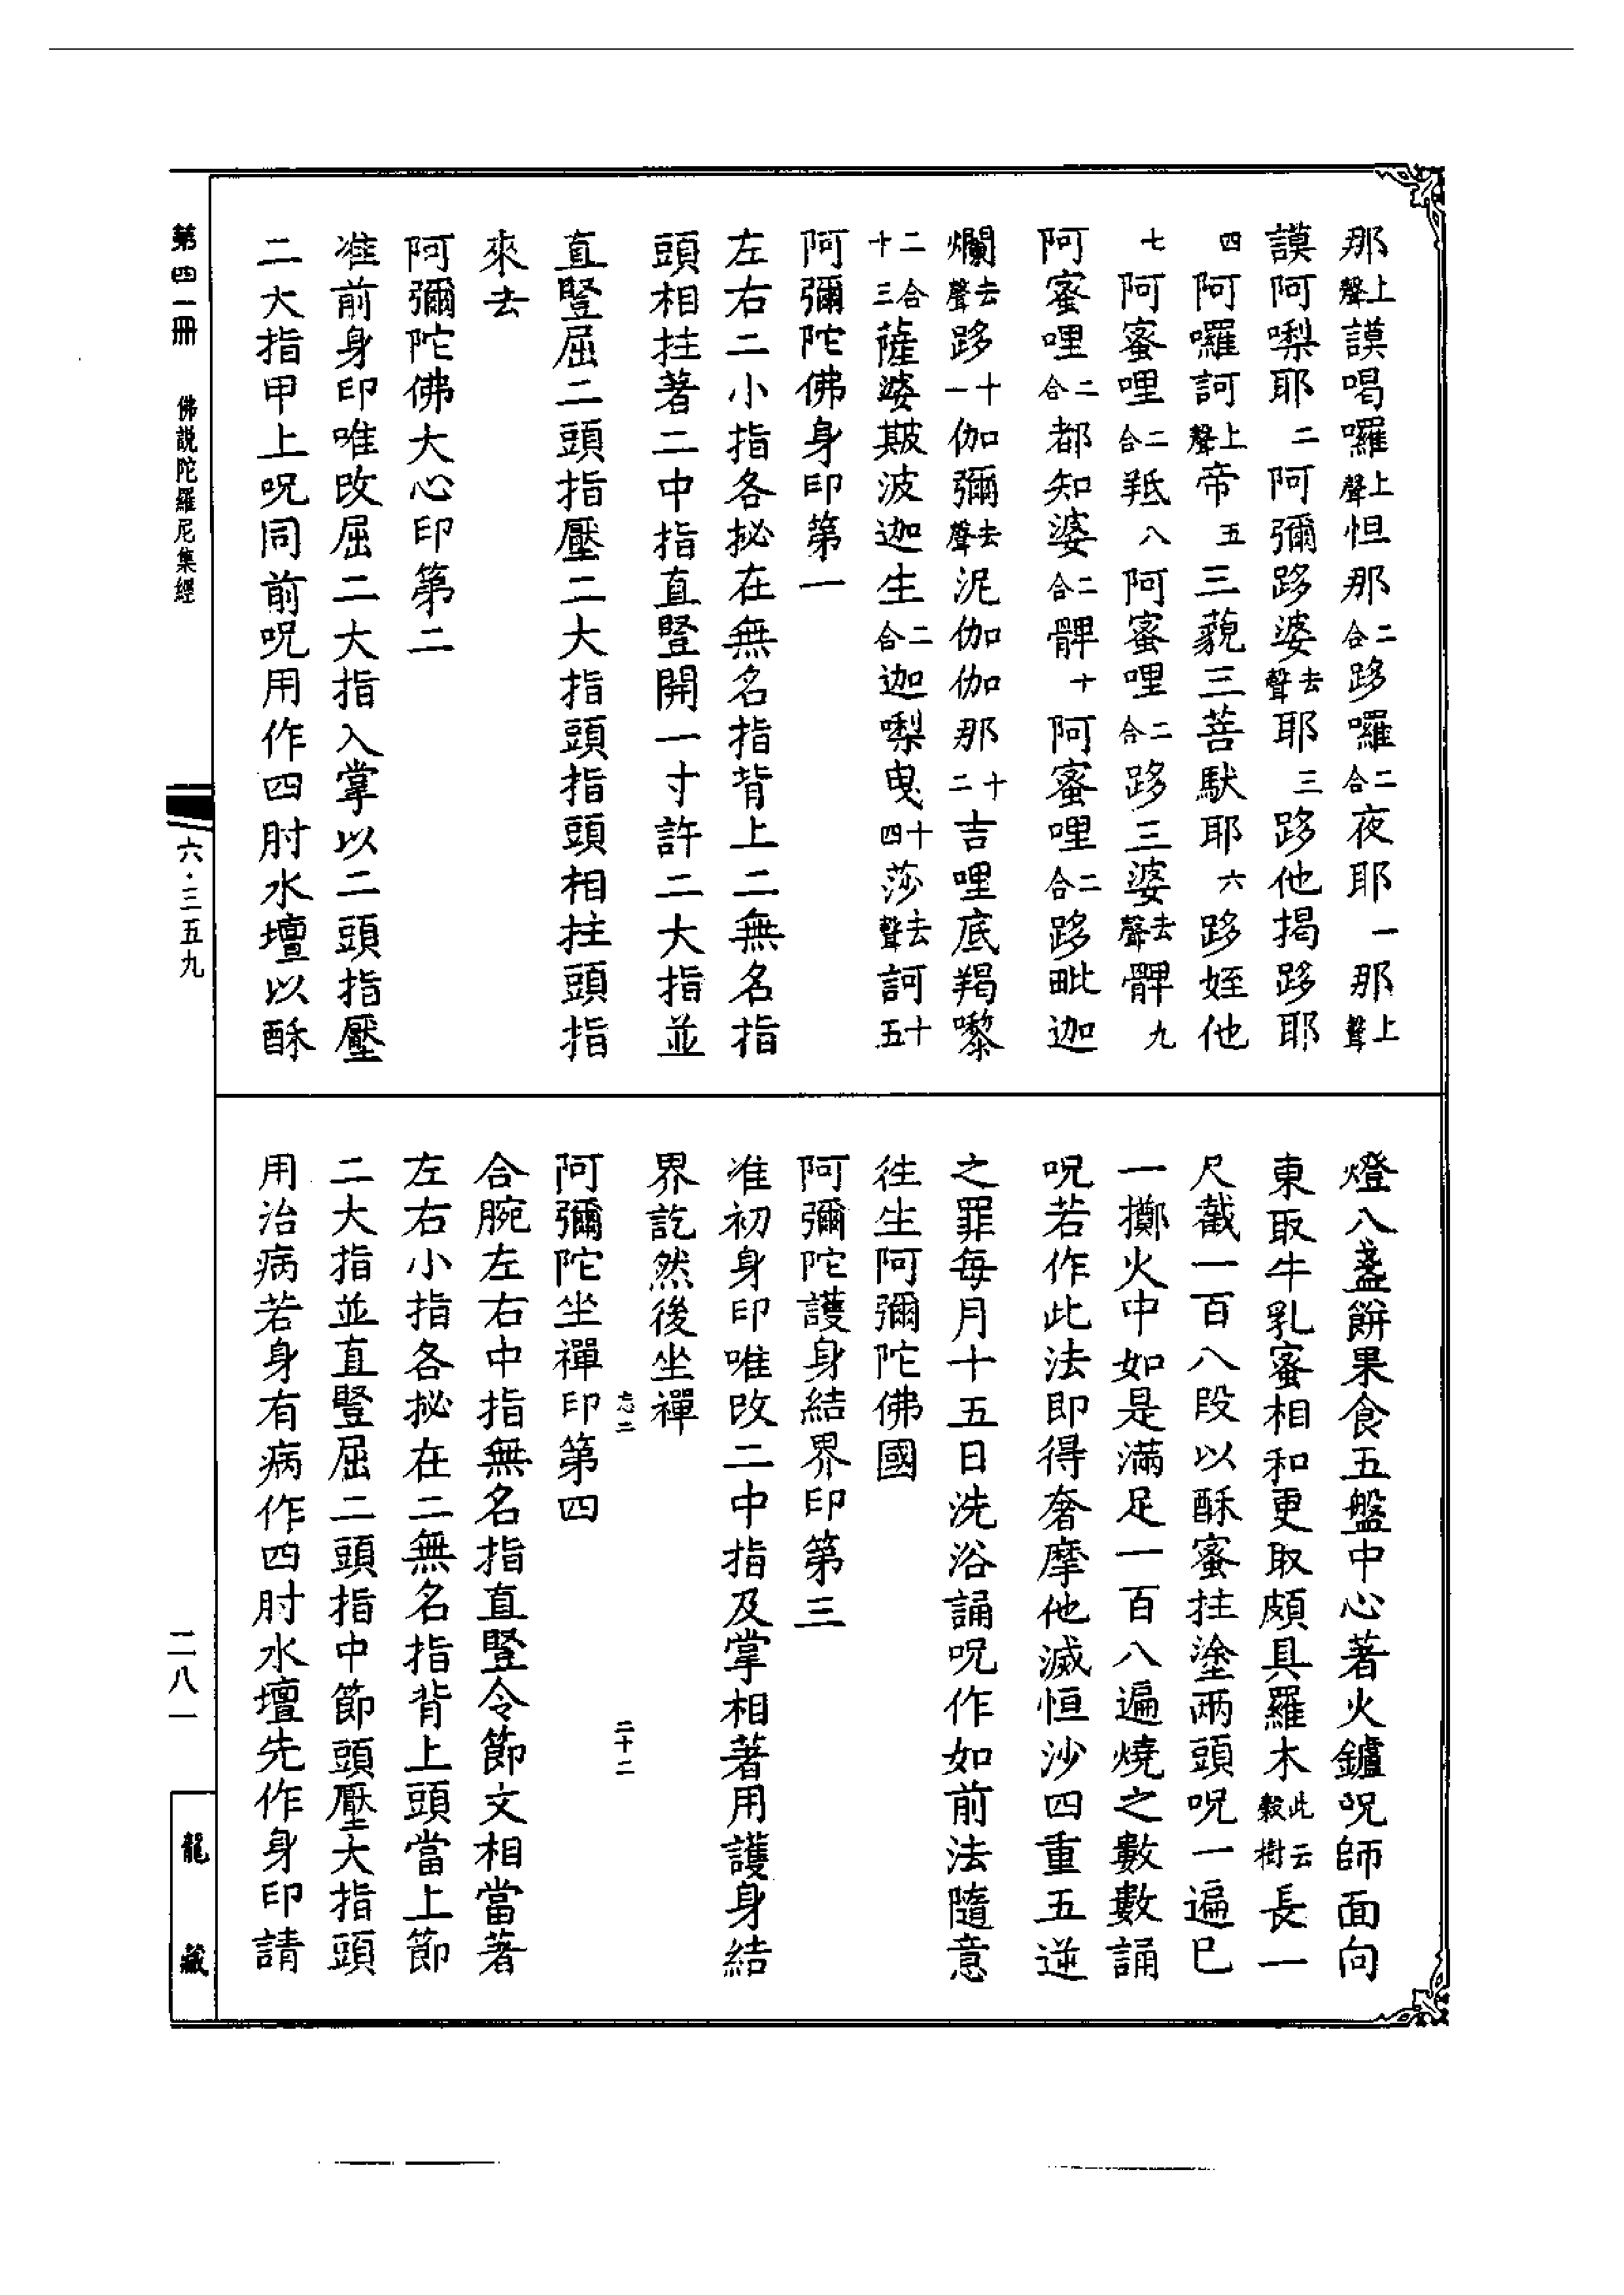 那上聲謨喝囉上聲怛那二合跢囉二合夜耶一那上聲
謨阿㗚耶二阿彌跢婆去聲耶三跢他揭跢耶
四阿囉訶上聲帝五三藐三菩馱耶六跢姪他
七阿蜜哩二合羝八阿蜜哩二合跢三婆去聲髀九
阿蜜哩二合都知婆二合髀十阿蜜哩二合跢毗迦
爛去聲跢十一伽彌去聲泥伽伽那十二吉哩底羯㗚
二合十三薩婆㿱波迦生二合迦㗚曳十四莎去聲訶十五
阿彌陀佛身印第一
左右二小指各拗在無名指背上二無名指
頭相拄著二中指直豎開一寸許二大指並
直豎屈二頭指壓二大指頭指頭相拄頭指
來去
阿彌陀佛大心印第二
准前身印唯改屈二大指入掌以二頭指壓
二大指甲上呪同前呪用作四肘水壇以酥
燈八盞餅果食五盤中心著火鑪呪師面向
東取牛乳蜜相和更取頗具羅木此云穀樹長一
尺截一百八段以酥蜜拄塗兩頭呪一遍已
一擲火中如是滿足一百八遍燒之數數誦
呪若作此法即得奢摩他滅恒沙四重五逆
之罪每月十五日洗浴誦呪作如前法隨意
往生阿彌陀佛國
阿彌陀護身結界印第三
准初身印唯改二中指及掌相著用護身結
界訖然後坐禪
忘二 二十二
阿彌陀坐禪印第四
合腕左右中指無名指直豎令節文相當著
左右小指各拗在二無名指背上頭當上節
二大指並直豎屈二頭指中節頭壓大指頭
用治病若身有病作四肘水壇先作身印請
第四一冊 佛說陀羅尼集經
六·三五九
二八一
龍藏